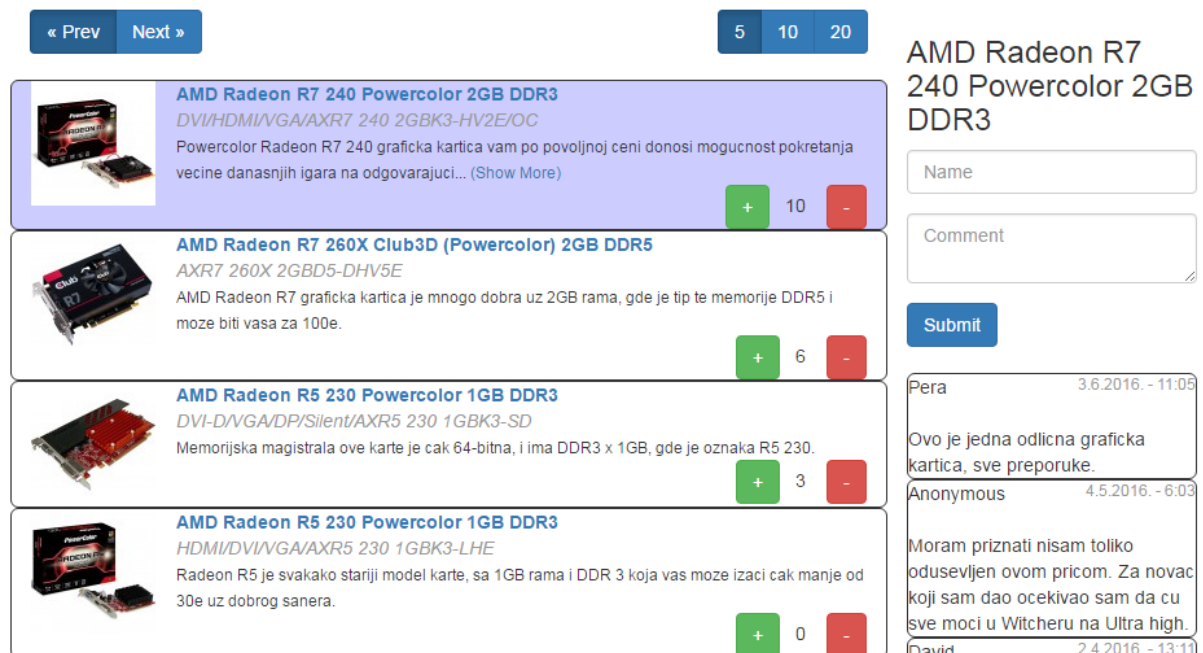 « Prev Next » 5 10 20
AMD Radeon R7 240 Powercolor 2GB DDR3
DVI/HDMI/VGA/AXR7 240 2GBK3-HV2E/OC
Powercolor Radeon R7 240 graficka kartica vam po povoljnoj ceni donosi mogucnost pokretanja
vecine danasnjih igara na odgovarajuci... (Show More)
+ 10 -
AMD Radeon R7 260X Club3D (Powercolor) 2GB DDR5
AXR7 260X 2GBD5-DHV5E
AMD Radeon R7 graficka kartica je mnogo dobra uz 2GB rama, gde je tip te memorije DDR5 i
moze biti vasa za 100e.
+ 6 -
AMD Radeon R5 230 Powercolor 1GB DDR3
DVI-D/VGA/DP/Silent/AXR5 230 1GBK3-SD
Memorijska magistrala ove karte je cak 64-bitna, i ima DDR3 x 1GB, gde je oznaka R5 230.
+ 3 -
AMD Radeon R5 230 Powercolor 1GB DDR3
HDMI/DVI/VGA/AXR5 230 1GBK3-LHE
Radeon R5 je svakako stariji model karte, sa 1GB rama i DDR 3 koja vas moze izaci cak manje od
30e uz dobrog sanera.
+ 0 -
AMD Radeon R7
240 Powercolor 2GB
DDR3
Name
Comment
Submit
Pera 3.6.2016. - 11:05
Ovo je jedna odlicna graficka
kartica, sve preporuke.
Anonymous 4.5.2016. - 6:03
Moram priznati nisam toliko
odusevljen ovom pricom. Za novac
koji sam dao ocekivao sam da cu
sve moci u Witcheru na Ultra high.
David 2.4.2016. - 13:11